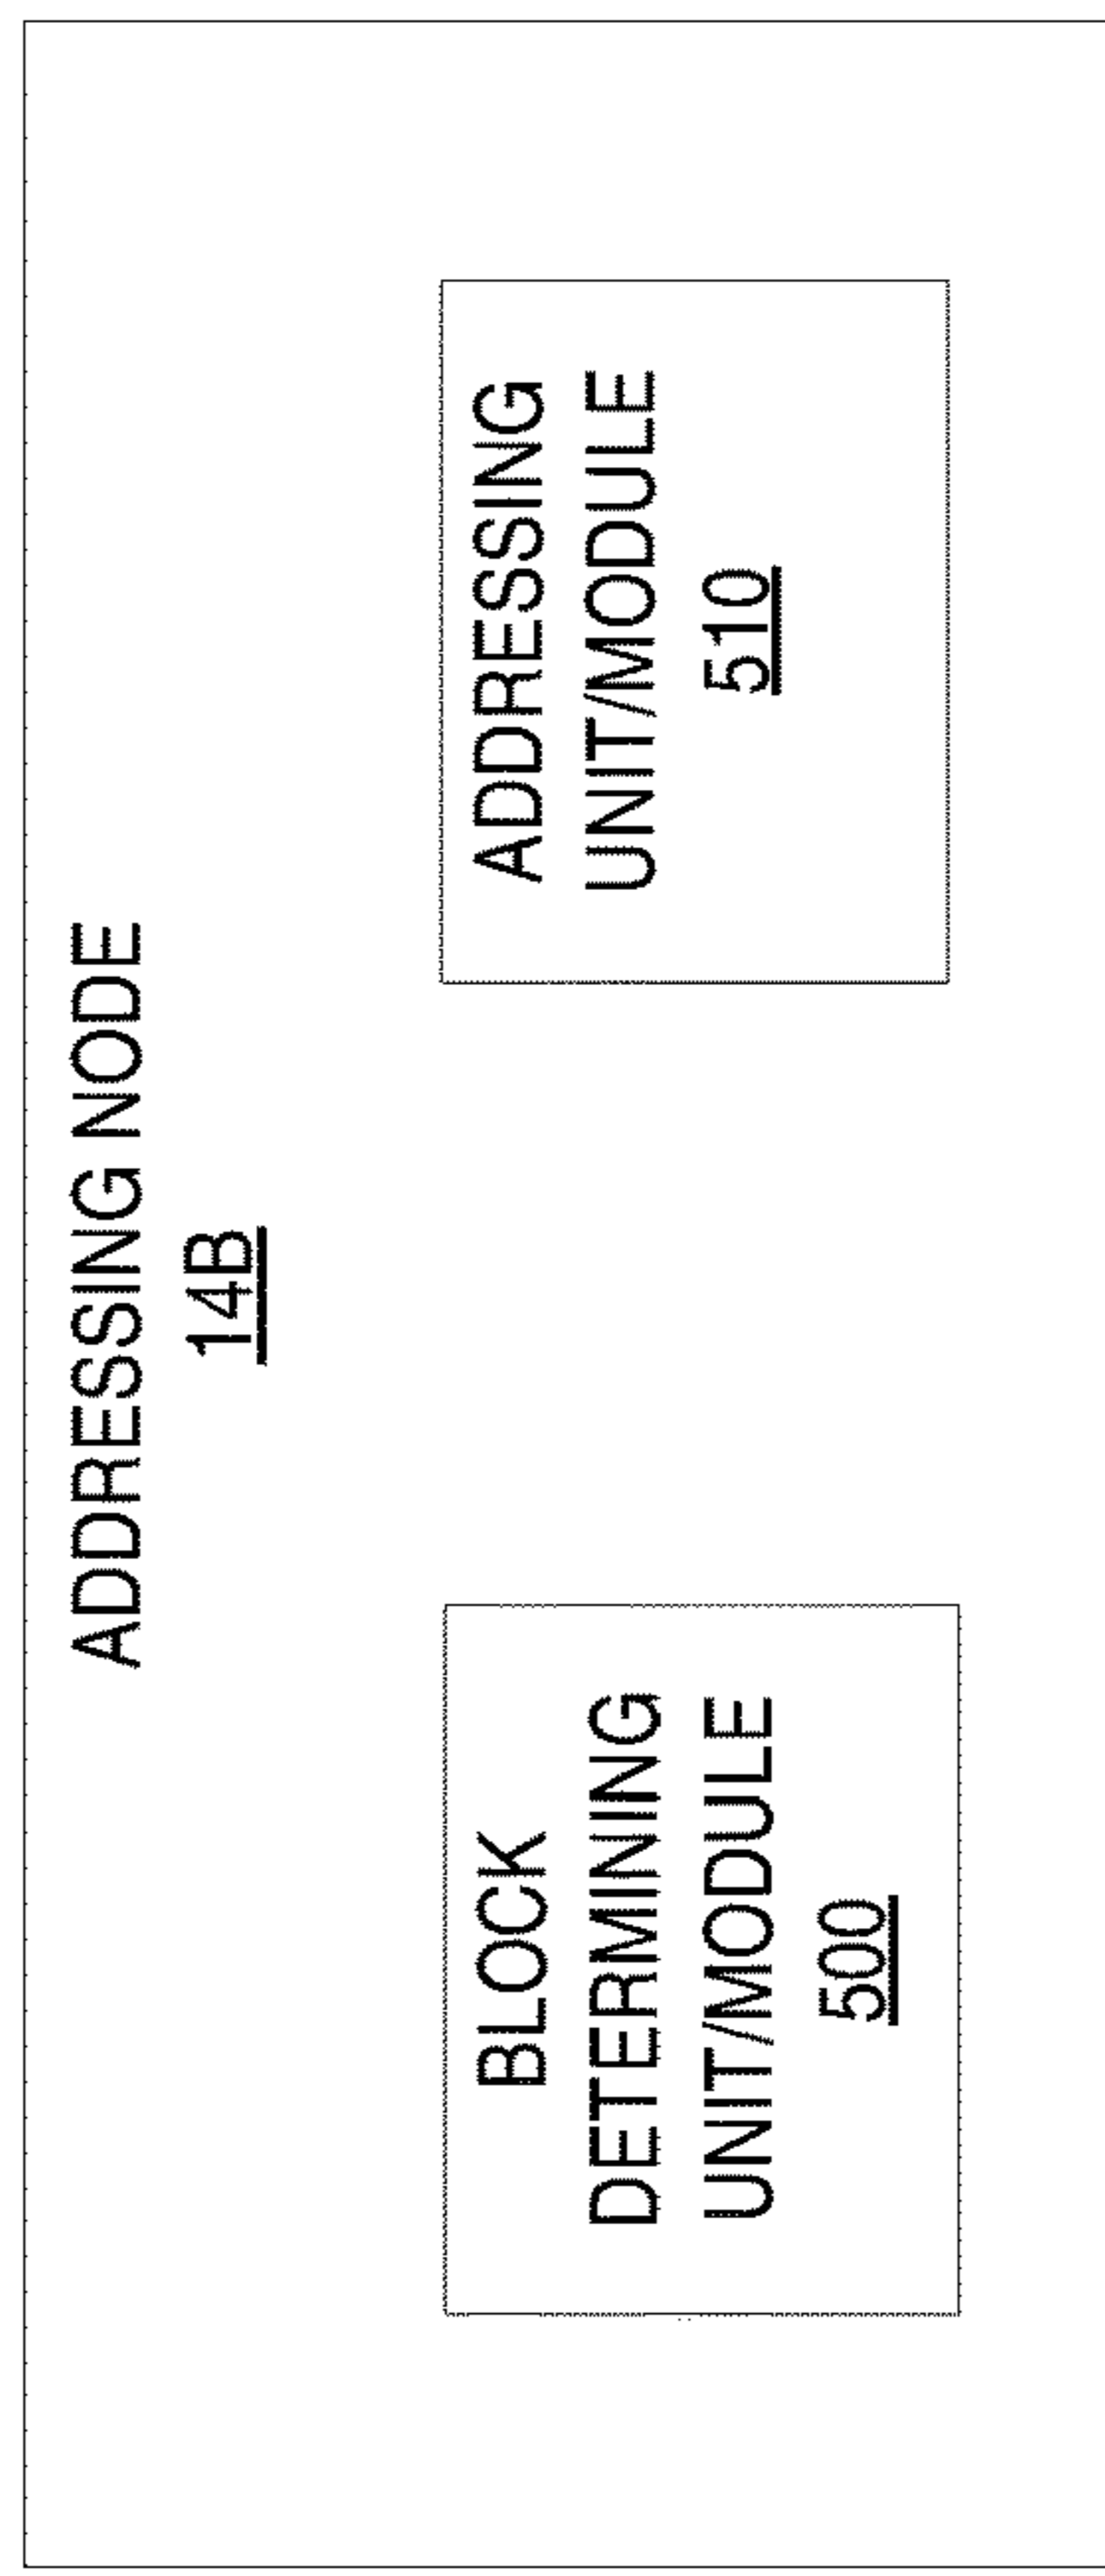 ADDRESSING NODE
14B
BLOCK
DETERMINING
UNIT/MODULE
500
ADDRESSING
UNIT/MODULE
510